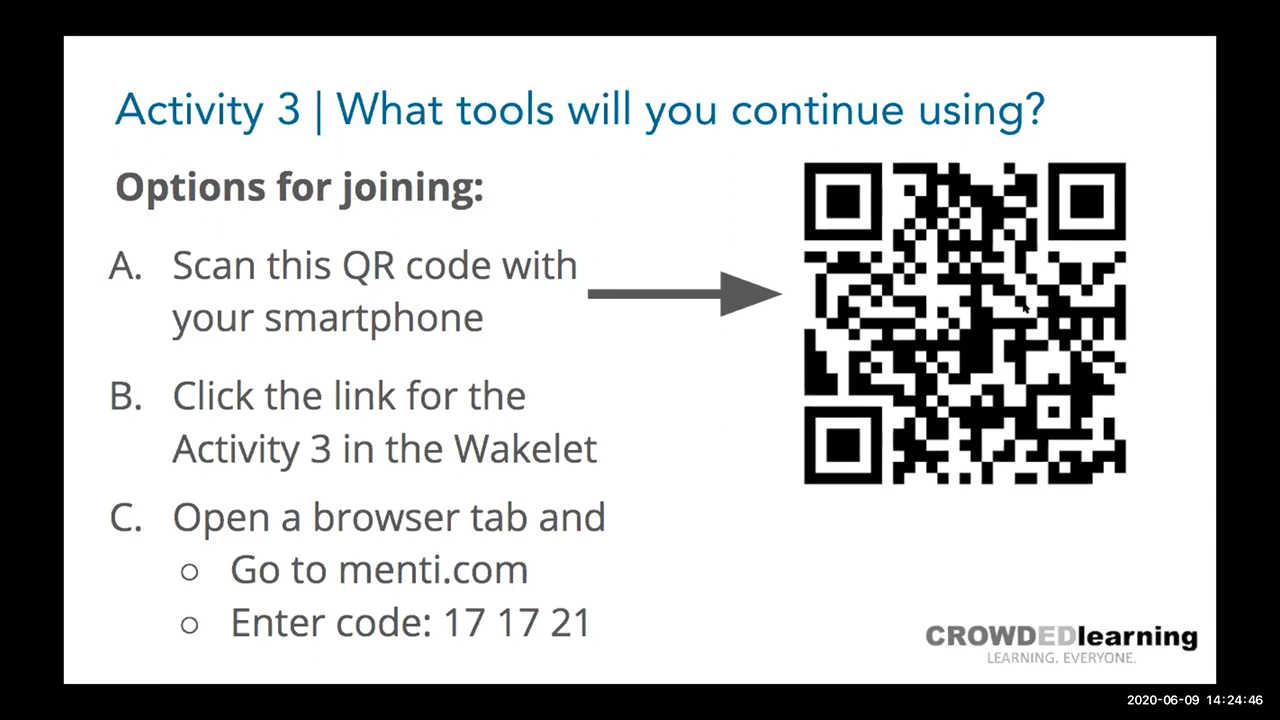 Activity 3 | What tools will you continue using?
Options for joining:
A. Scan this QR code with
your smartphone
B. Click the link for the
Activity 3 in the Wakelet
C. Open a browser tab and
○ Go to menti.com
○ Enter code: 17 17 21
CROWDEDlearning
LEARNING. EVERYONE.
2020-06-09 14:24:46